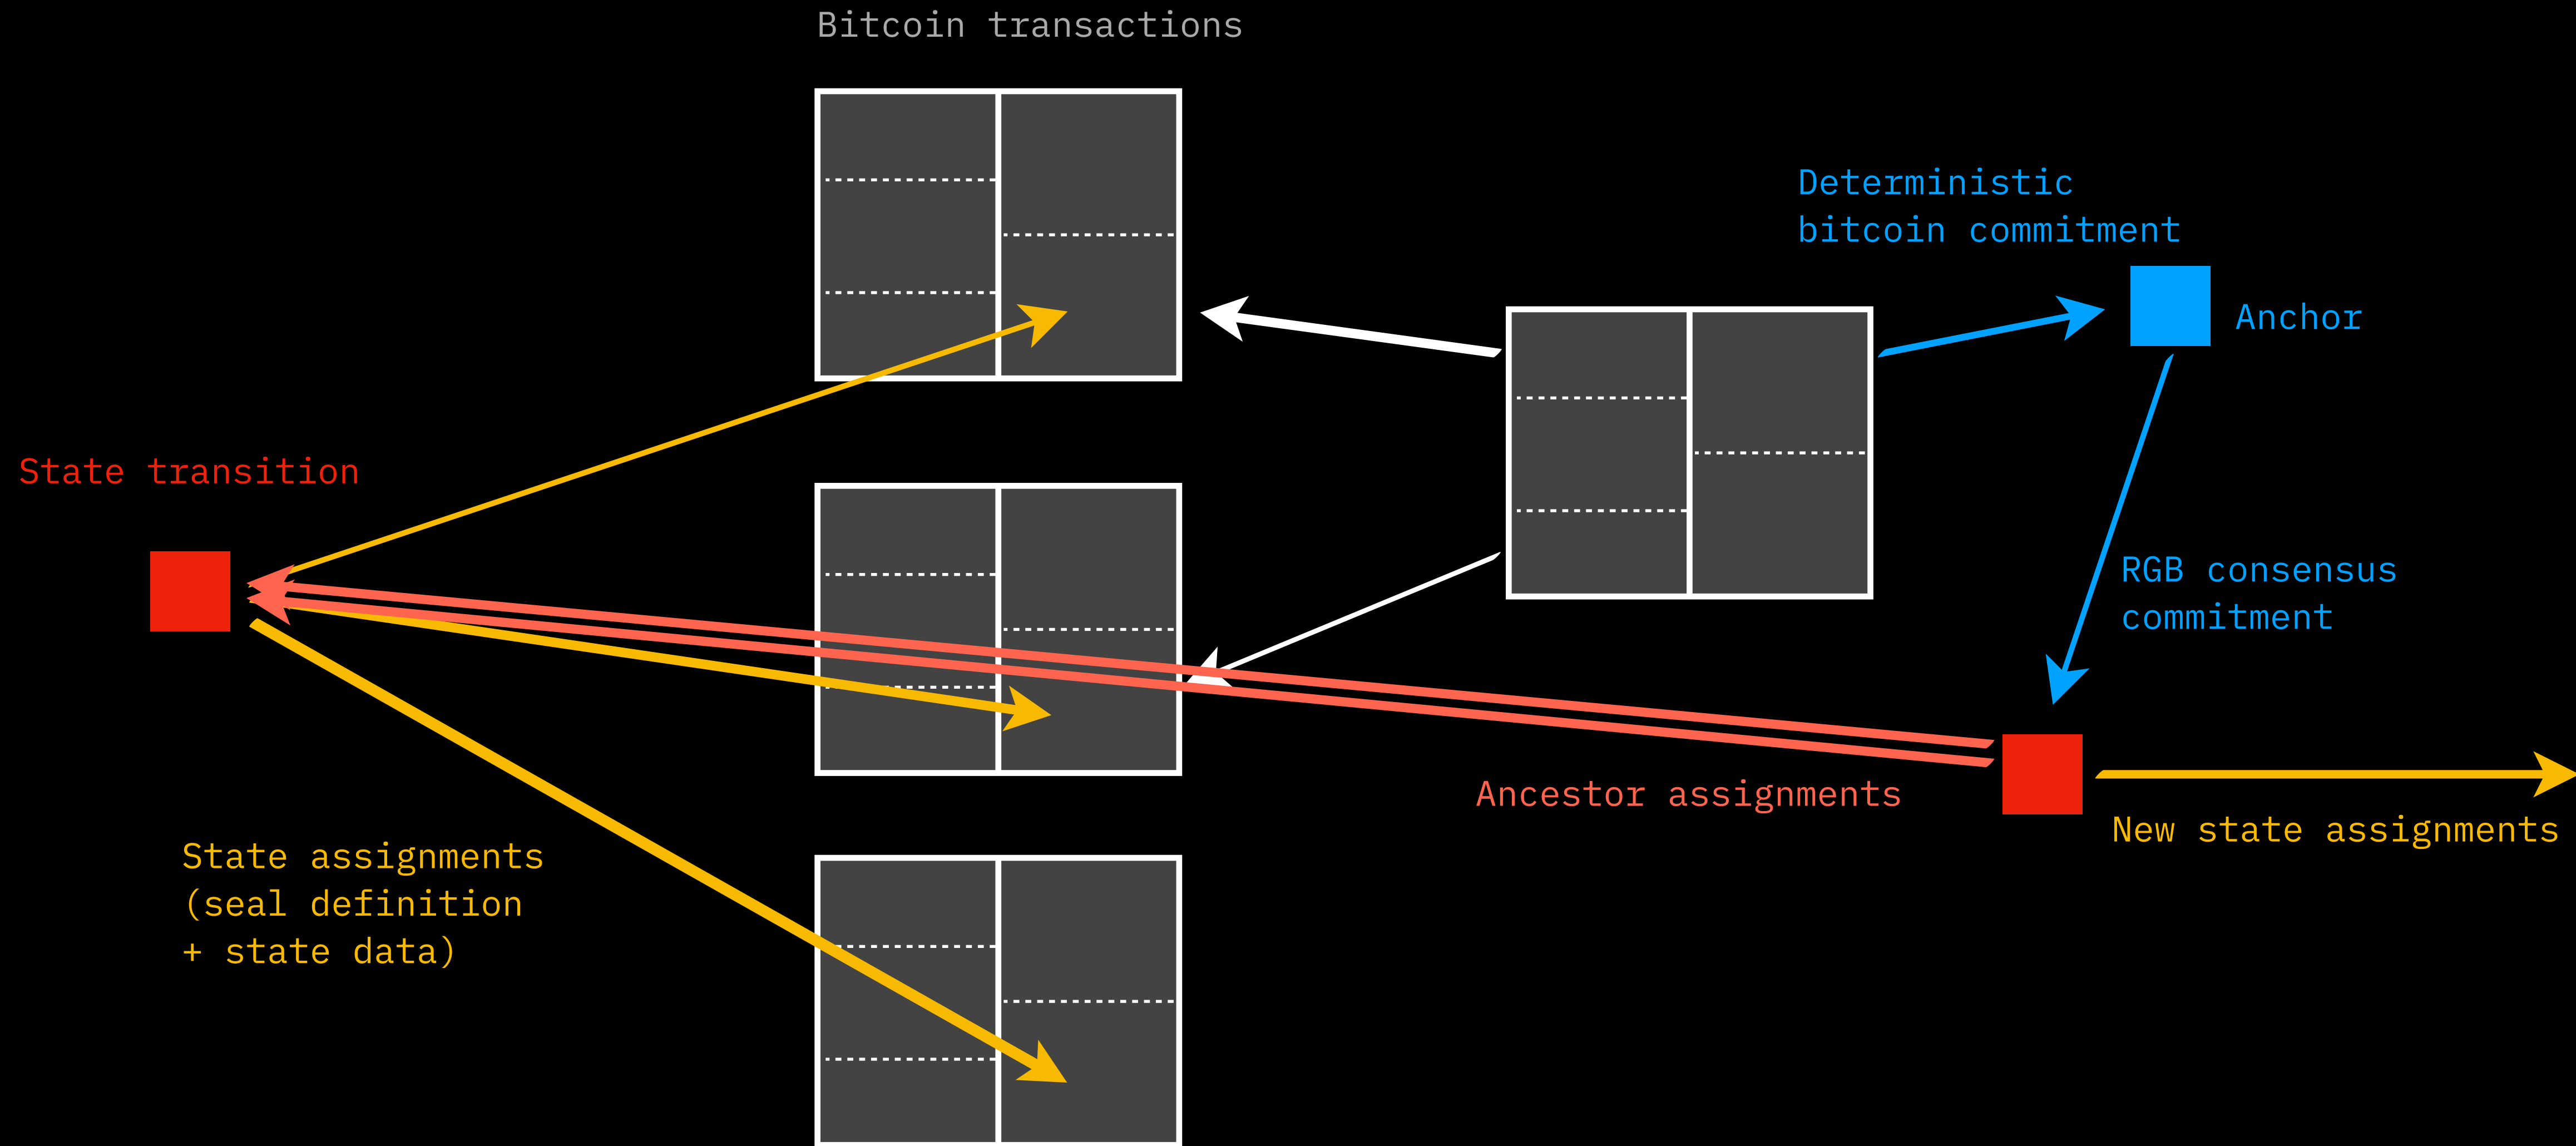 Bitcoin transactions
Deterministic
bitcoin commitment
Anchor
State transition
RGB consensus
commitment
Ancestor assignments
New state assignments
State assignments
(seal definition
+ state data)